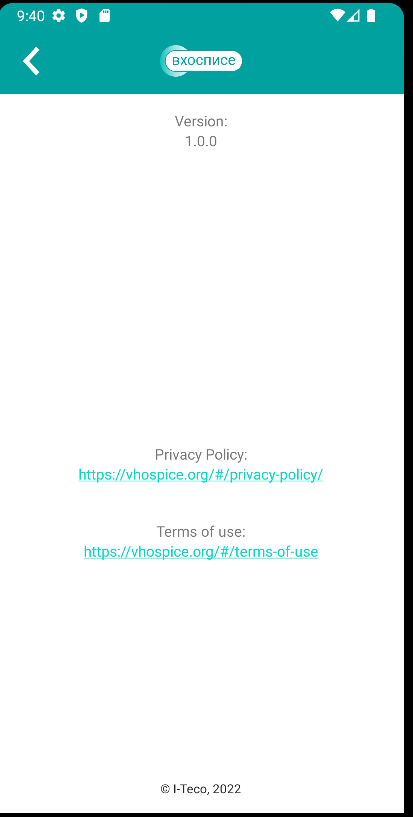 9:40
вхосписе
Version:
1.0.0
Privacy Policy:
https://vhospice.org/#/privacy-policy/
Terms of use:
https://vhospice.org/#/terms-of-use
© I-Teco, 2022